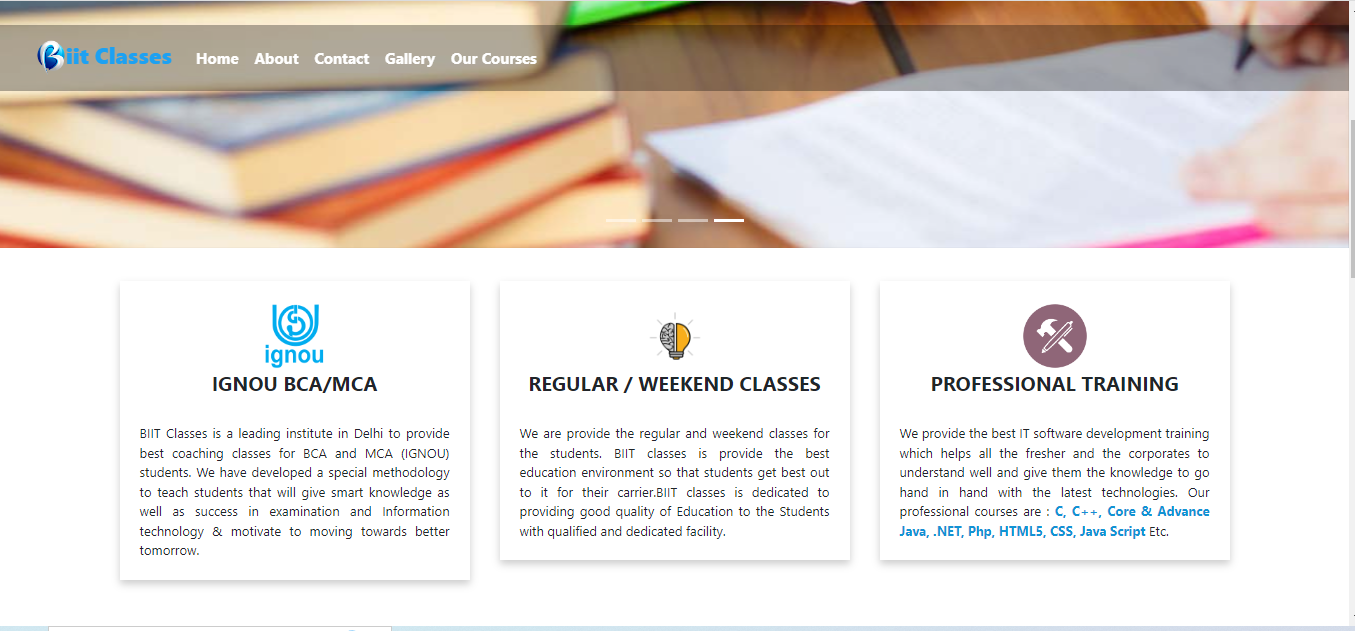 Biit Classes Home About Contact Gallery Our Courses
ignou
IGNOU BCA/MCA
BIIT Classes is a leading institute in Delhi to provide
best coaching classes for BCA and MCA (IGNOU)
students. We have developed a special methodology
to teach students that will give smart knowledge as
well as success in examination and Information
technology & motivate to moving towards better
tomorrow.
REGULAR / WEEKEND CLASSES
We are provide the regular and weekend classes for
the students. BIIT classes is provide the best
education environment so that students get best out
to it for their carrier.BIIT classes is dedicated to
providing good quality of Education to the Students
with qualified and dedicated facility.
PROFESSIONAL TRAINING
We provide the best IT software development training
which helps all the fresher and the corporates to
understand well and give them the knowledge to go
hand in hand with the latest technologies. Our
professional courses are : C, C++, Core & Advance
Java, .NET, Php, HTML5, CSS, Java Script Etc.